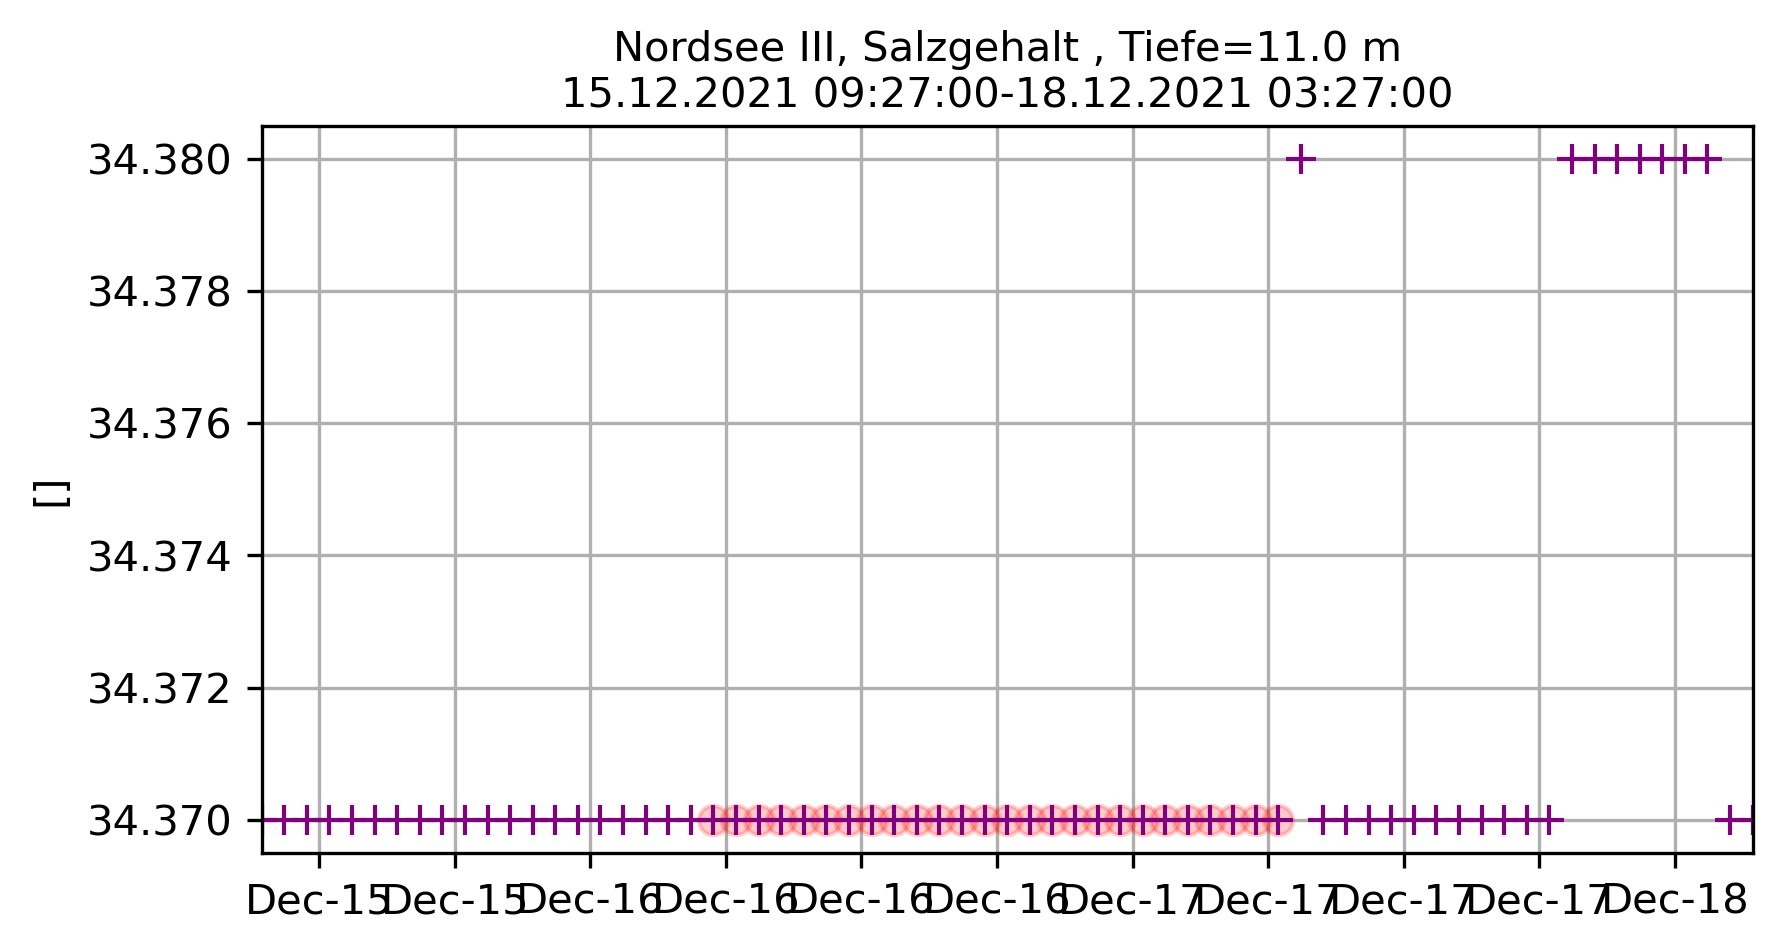 Nordsee III, Salzgehalt , Tiefe=11.0 m
15.12.2021 09:27:00-18.12.2021 03:27:00
34.380
34.378
34.376
34.374
34.372
34.370
[]
Dec-15 Dec-15 Dec-16 Dec-16 Dec-16 Dec-16 Dec-17 Dec-17 Dec-17 Dec-17 Dec-18